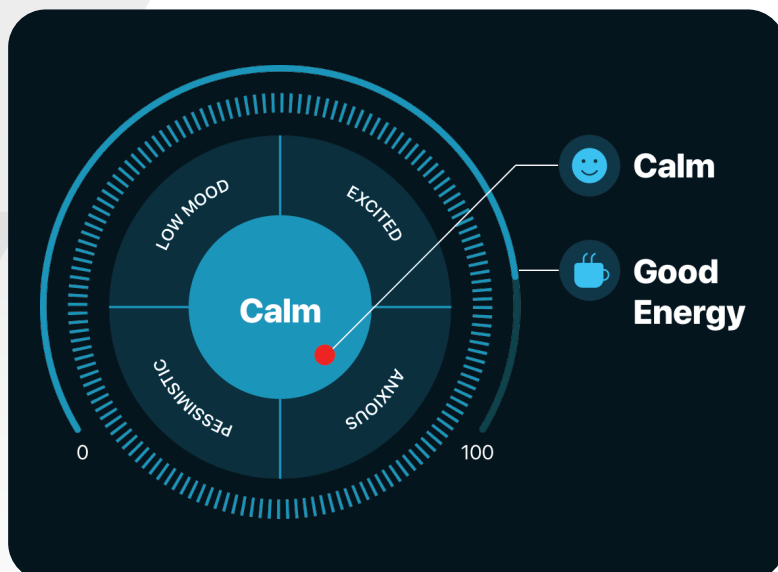 LOW MOOD
EXCITED
Calm
PESSIMISTIC
ANXIOUS
0
100
Calm
Good
Energy